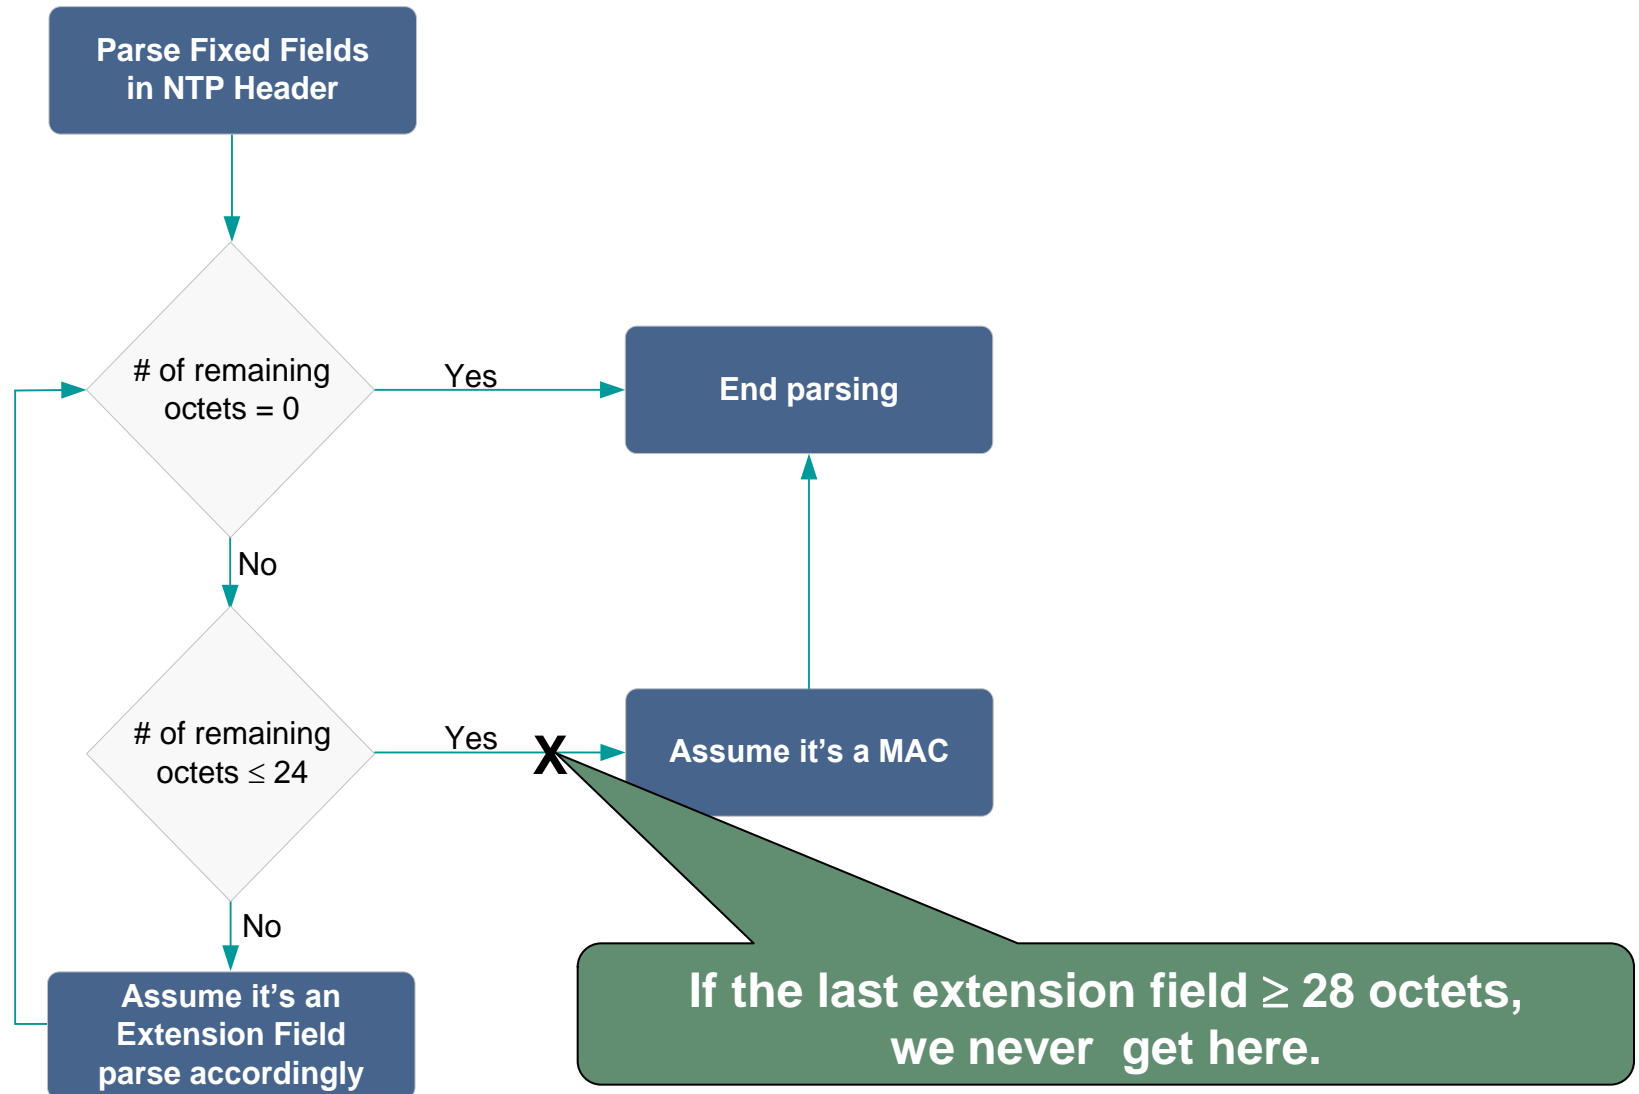 Parse Fixed Fields
in NTP Header
# of remaining
octets = 0
Yes
End parsing
No
# of remaining
octets ≤ 24
Yes
X
Assume it’s a MAC
No
Assume it’s an
Extension Field
parse accordingly
If the last extension field ≥ 28 octets,
we never  get here.